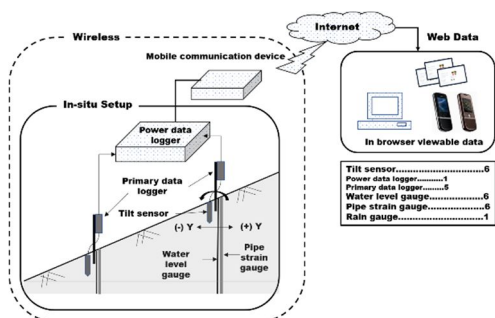 Wireless
Internet
Web Data
Mobile communication device
In-situ Setup
Power data
logger
In browser viewable data
Primary data
logger
Tilt sensor
(-) Y
(+) Y
Water
level
gauge
Pipe
strain
gauge
Tilt sensor..............................6
Power data logger..........1
Primary data logger........5
Water level gauge................6
Pipe strain gauge................6
Rain gauge............................1